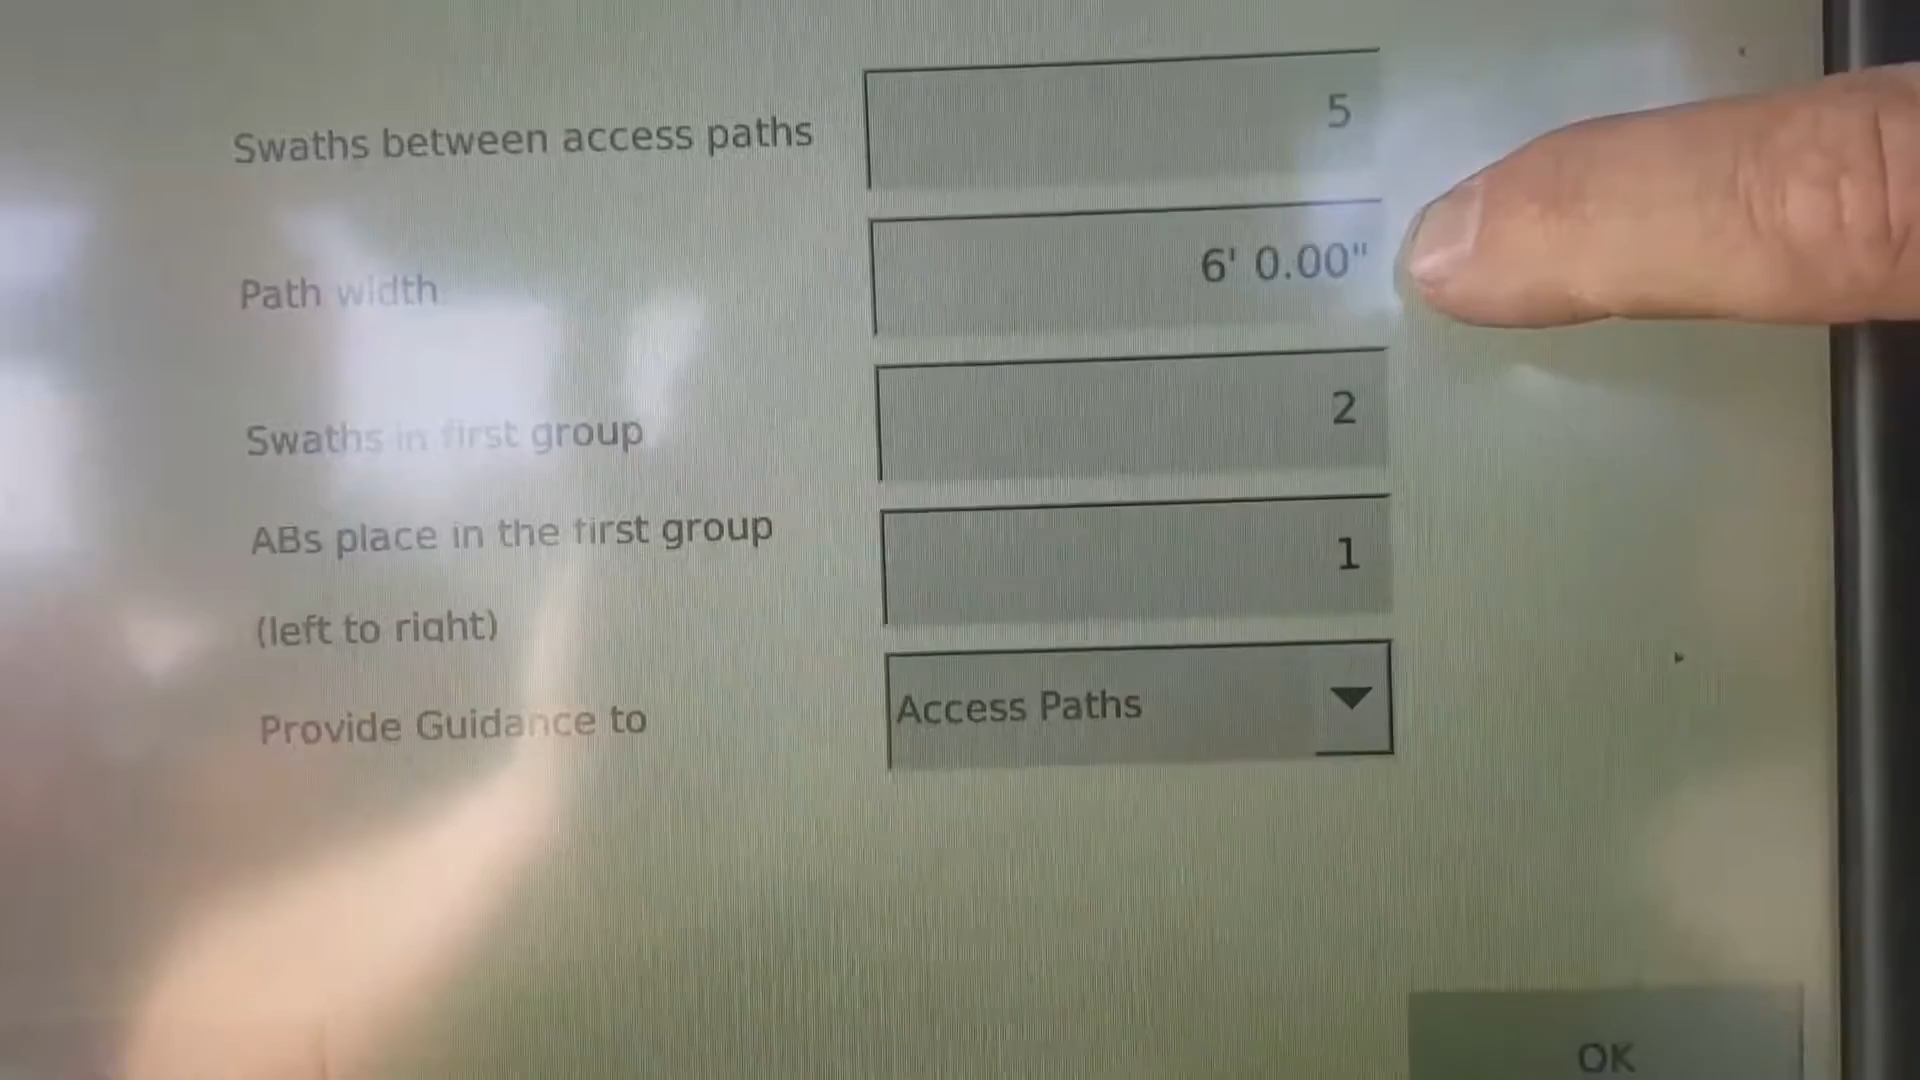 Swaths between access paths 5
Path width 6' 0.00"
Swaths in first group 2
ABs place in the first group 1
(left to right)
Provide Guidance to Access Paths
OK